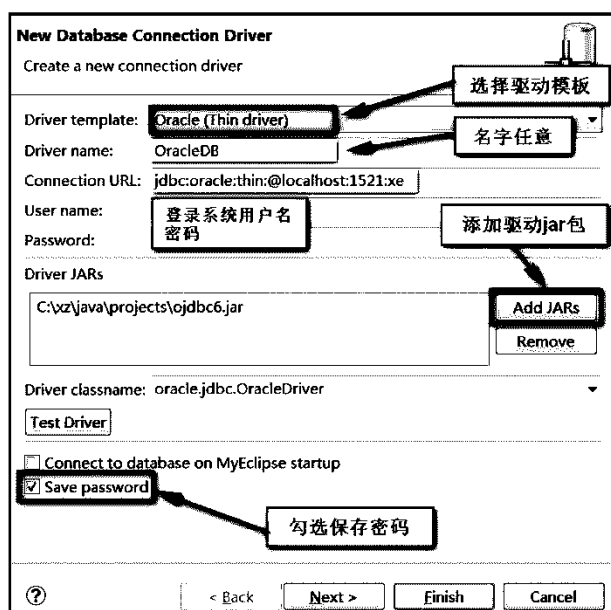 New Database Connection Driver
Create a new connection driver
选择驱动模板
Driver template: Oracle (Thin driver)
Driver name: OracleDB
名字任意
Connection URL: jdbc:oracle:thin:@localhost:1521:xe
User name:
登录系统用户名
密码
Password:
添加驱动jar包
Driver JARs
C:\xz\java\projects\ojdbc6.jar
Add JARs
Remove
Driver classname: oracle.jdbc.OracleDriver
Test Driver
Connect to database on MyEclipse startup
Save password
勾选保存密码
?
< Back
Next >
Finish
Cancel